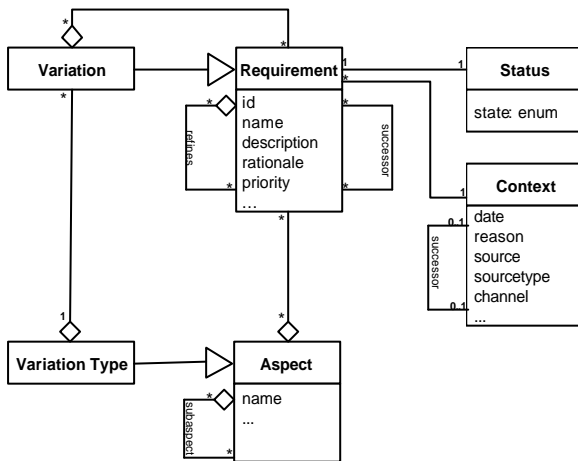 *
*
Variation
Requirement
1
1
Status
*
*
*
id
*
state: enum
name
description
rationale
priority
...
refines
successor
*
*
1
Context
0..1
date
reason
source
sourcetype
channel
...
successor
0..1
*
1
*
Variation Type
Aspect
*
name
...
subaspect
*